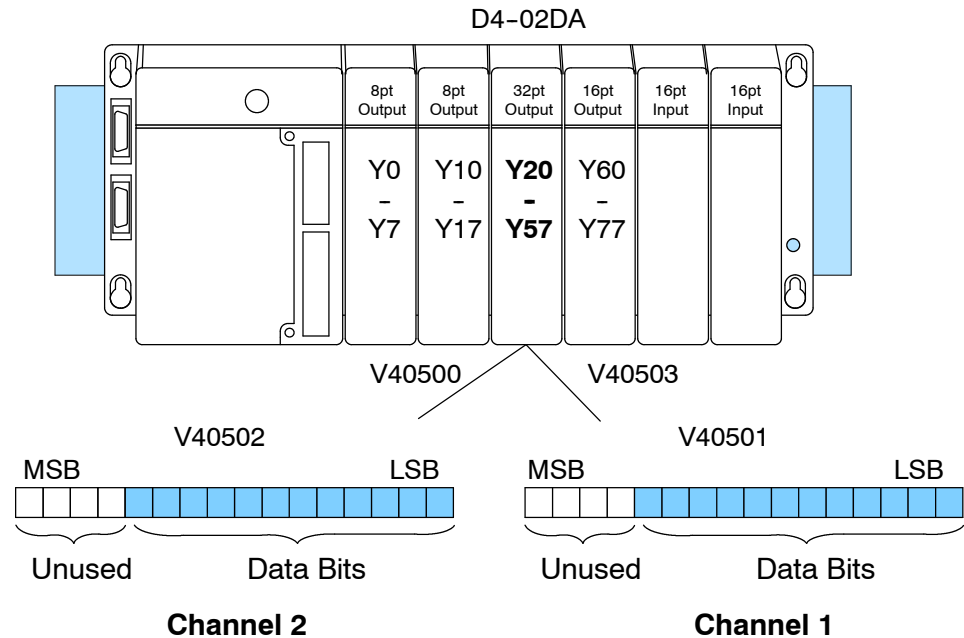 D4-02DA
8pt Output
8pt Output
32pt Output
16pt Output
16pt Input
16pt Input
Y0 - Y7
Y10 - Y17
Y20 - Y57
Y60 - Y77
V40500
V40503
V40502
V40501
MSB LSB
MSB LSB
Unused Data Bits
Unused Data Bits
Channel 2
Channel 1